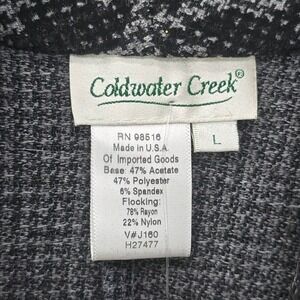 Coldwater Creek®
L
RN 98516
Made in U.S.A.
Of Imported Goods
Base: 47% Acetate
47% Polyester
6% Spandex
Flocking:
78% Rayon
22% Nylon
V#J160
H27477